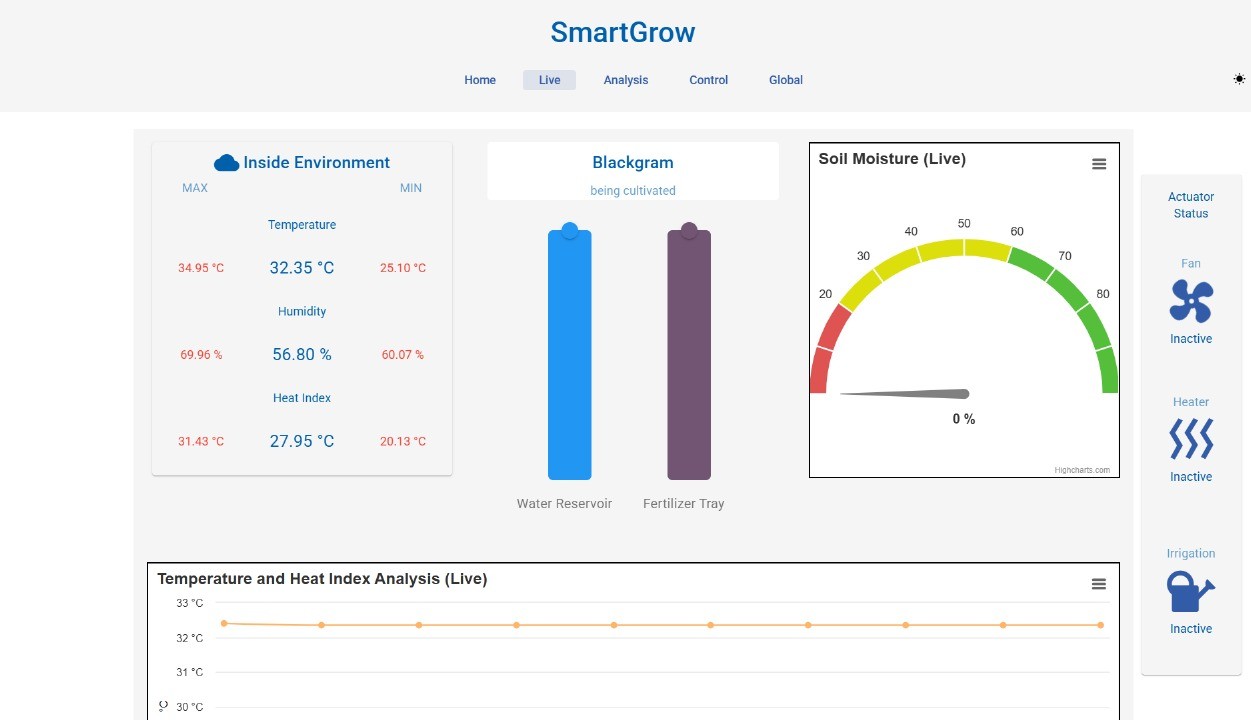 SmartGrow
Home Live Analysis Control Global
Inside Environment
MAX MIN
Temperature
34.95 °C 32.35 °C 25.10 °C
Humidity
69.96 % 56.80 % 60.07 %
Heat Index
31.43 °C 27.95 °C 20.13 °C
Blackgram
being cultivated
Water Reservoir Fertilizer Tray
Soil Moisture (Live)
20 30 40 50 60 70 80
0 %
Highcharts.com
Actuator
Status
Fan
Inactive
Heater
Inactive
Irrigation
Inactive
Temperature and Heat Index Analysis (Live)
33 °C
32 °C
31 °C
30 °C